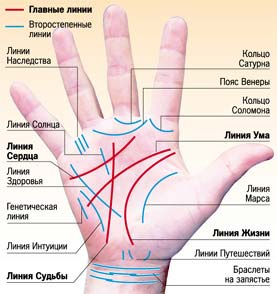 Главные линии
Второстепенные
линии
Линии
Наследства
Линия Солнца
Линия
Сердца
Линия
Здоровья
Генетическая
линия
Линия Интуиции
Линия Судьбы
Кольцо
Сатурна
Пояс Венеры
Кольцо
Соломона
Линия Ума
Линия
Марса
Линия Жизни
Линии Путешествий
Браслеты
на запястье